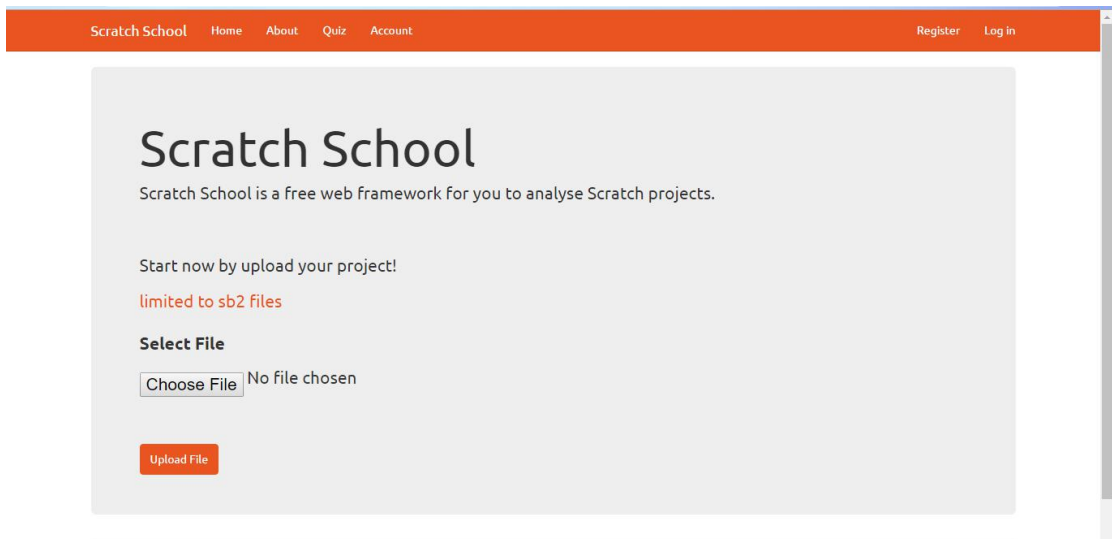 Scratch School Home About Quiz Account Register Log in
Scratch School
Scratch School is a free web framework for you to analyse Scratch projects.
Start now by upload your project!
limited to sb2 files
Select File
Choose File No file chosen
Upload File